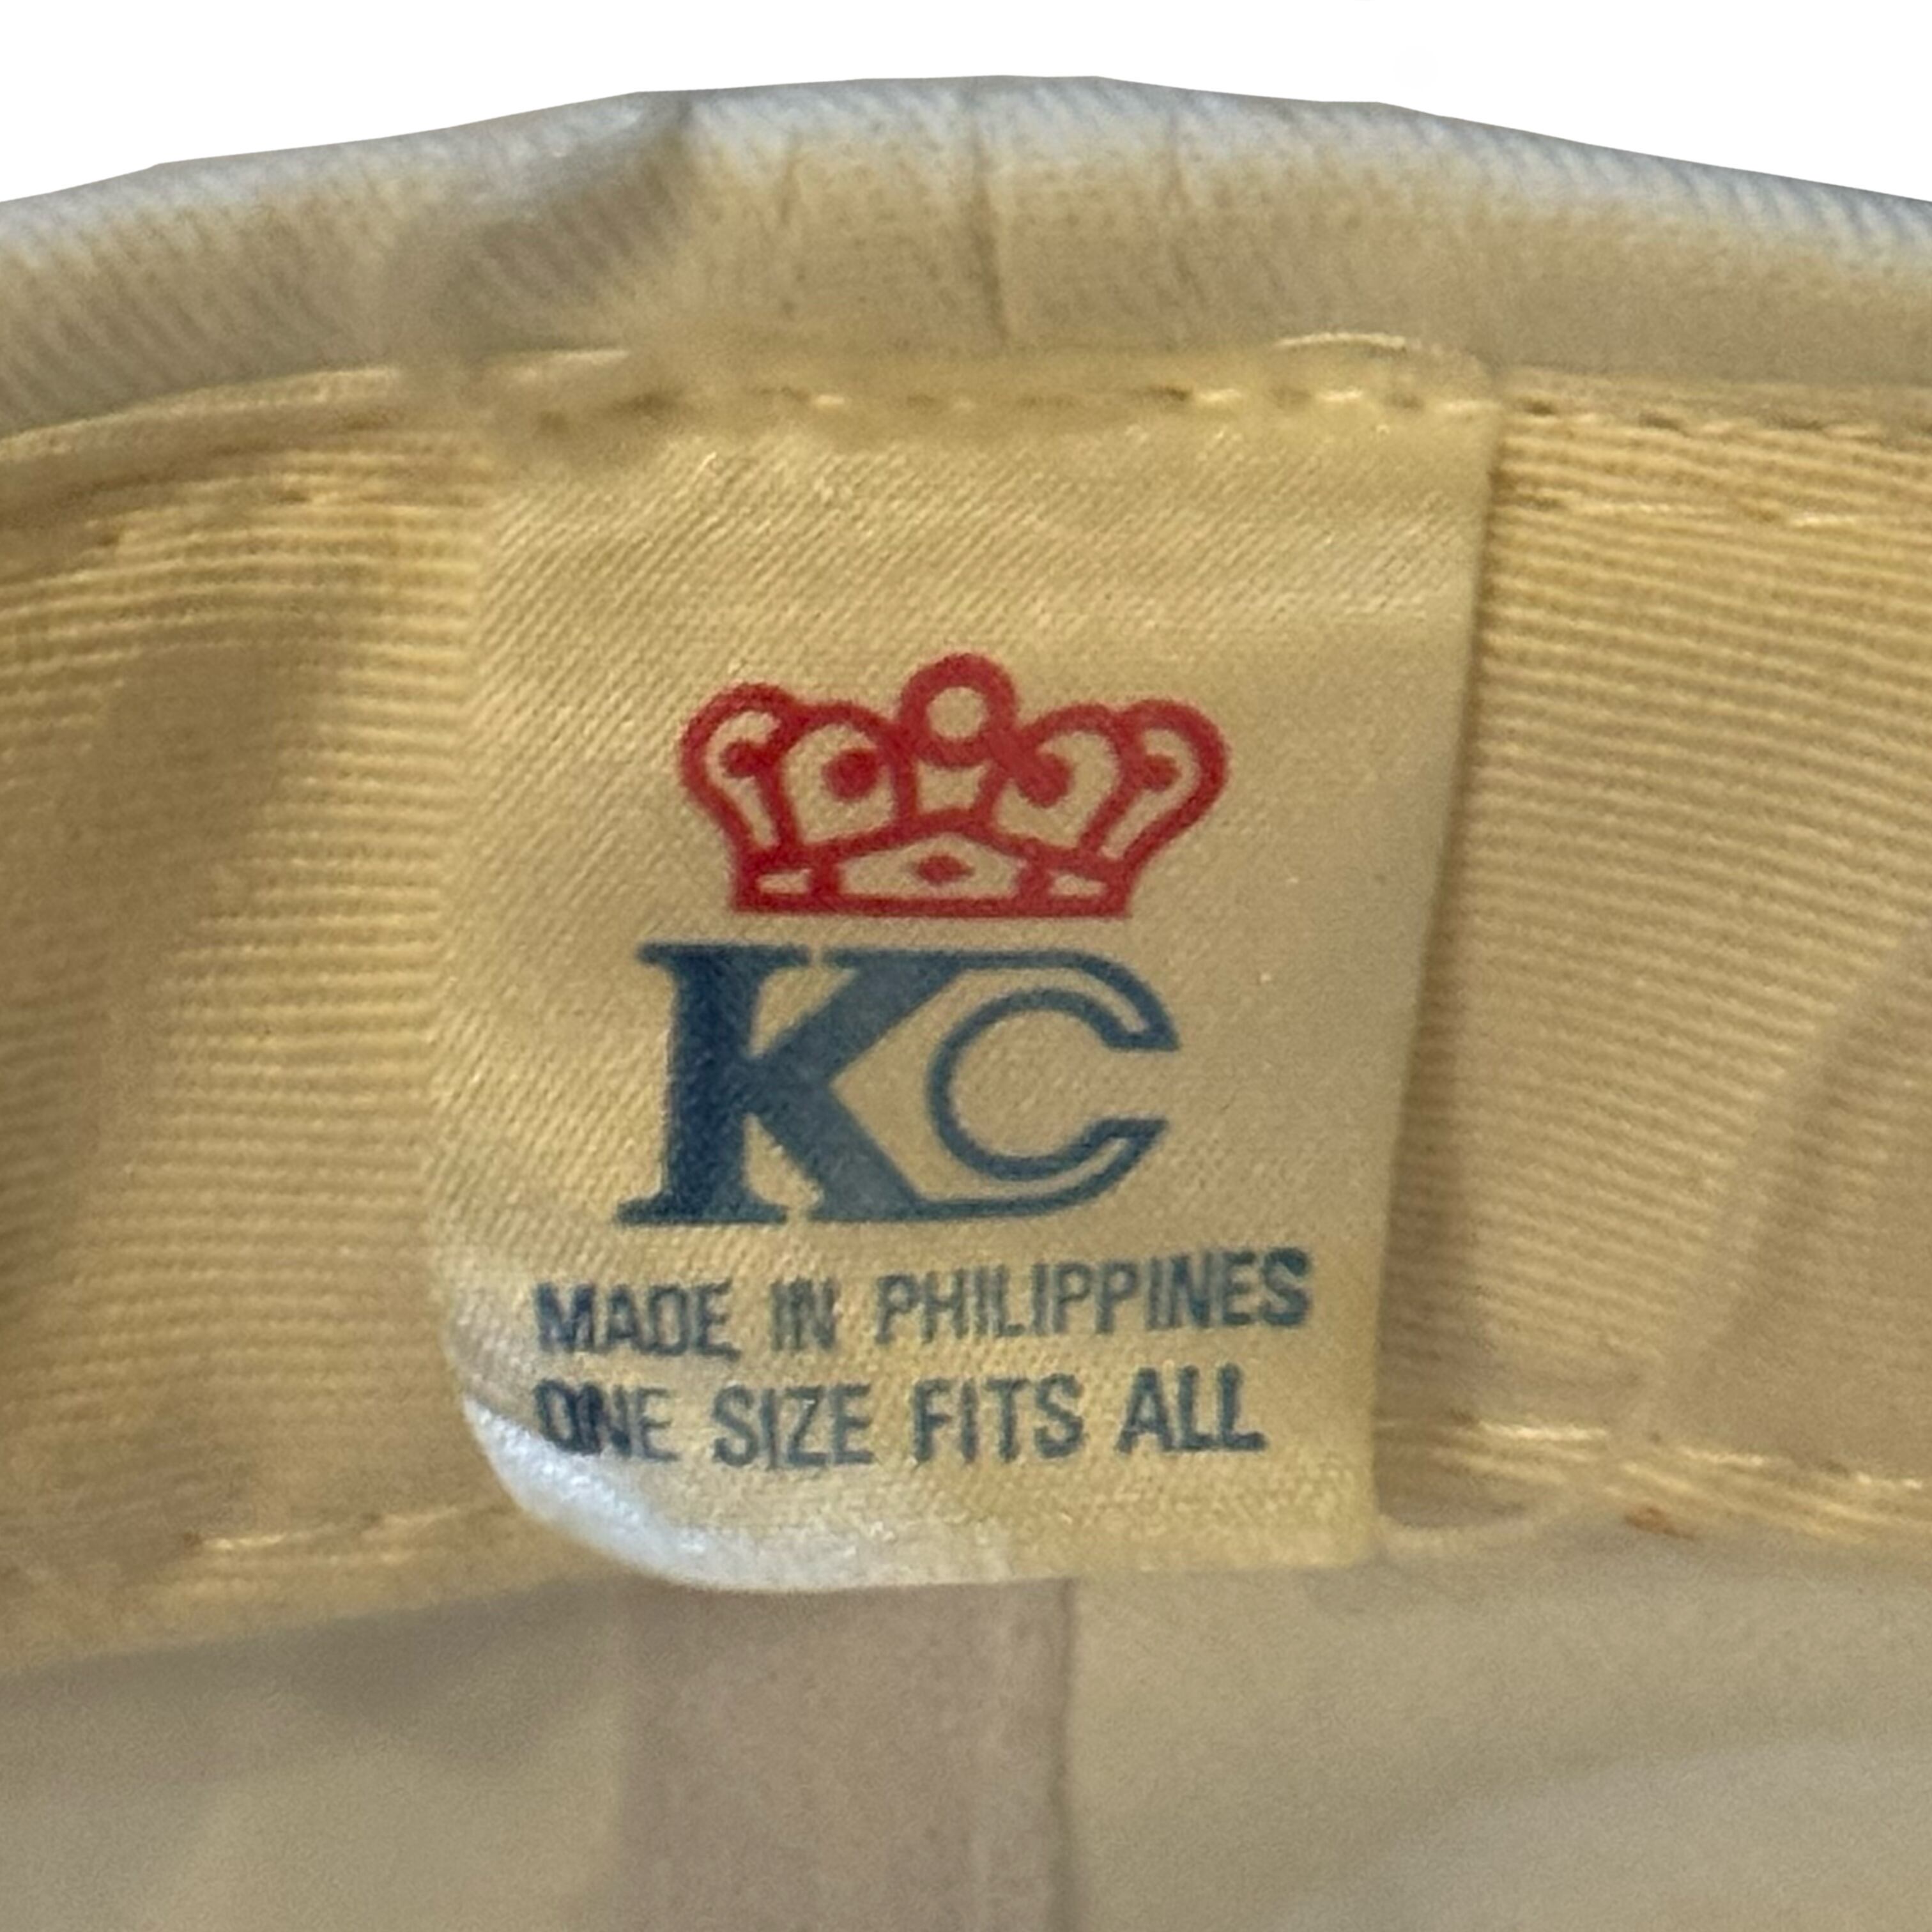 KC
MADE IN PHILIPPINES
ONE SIZE FITS ALL